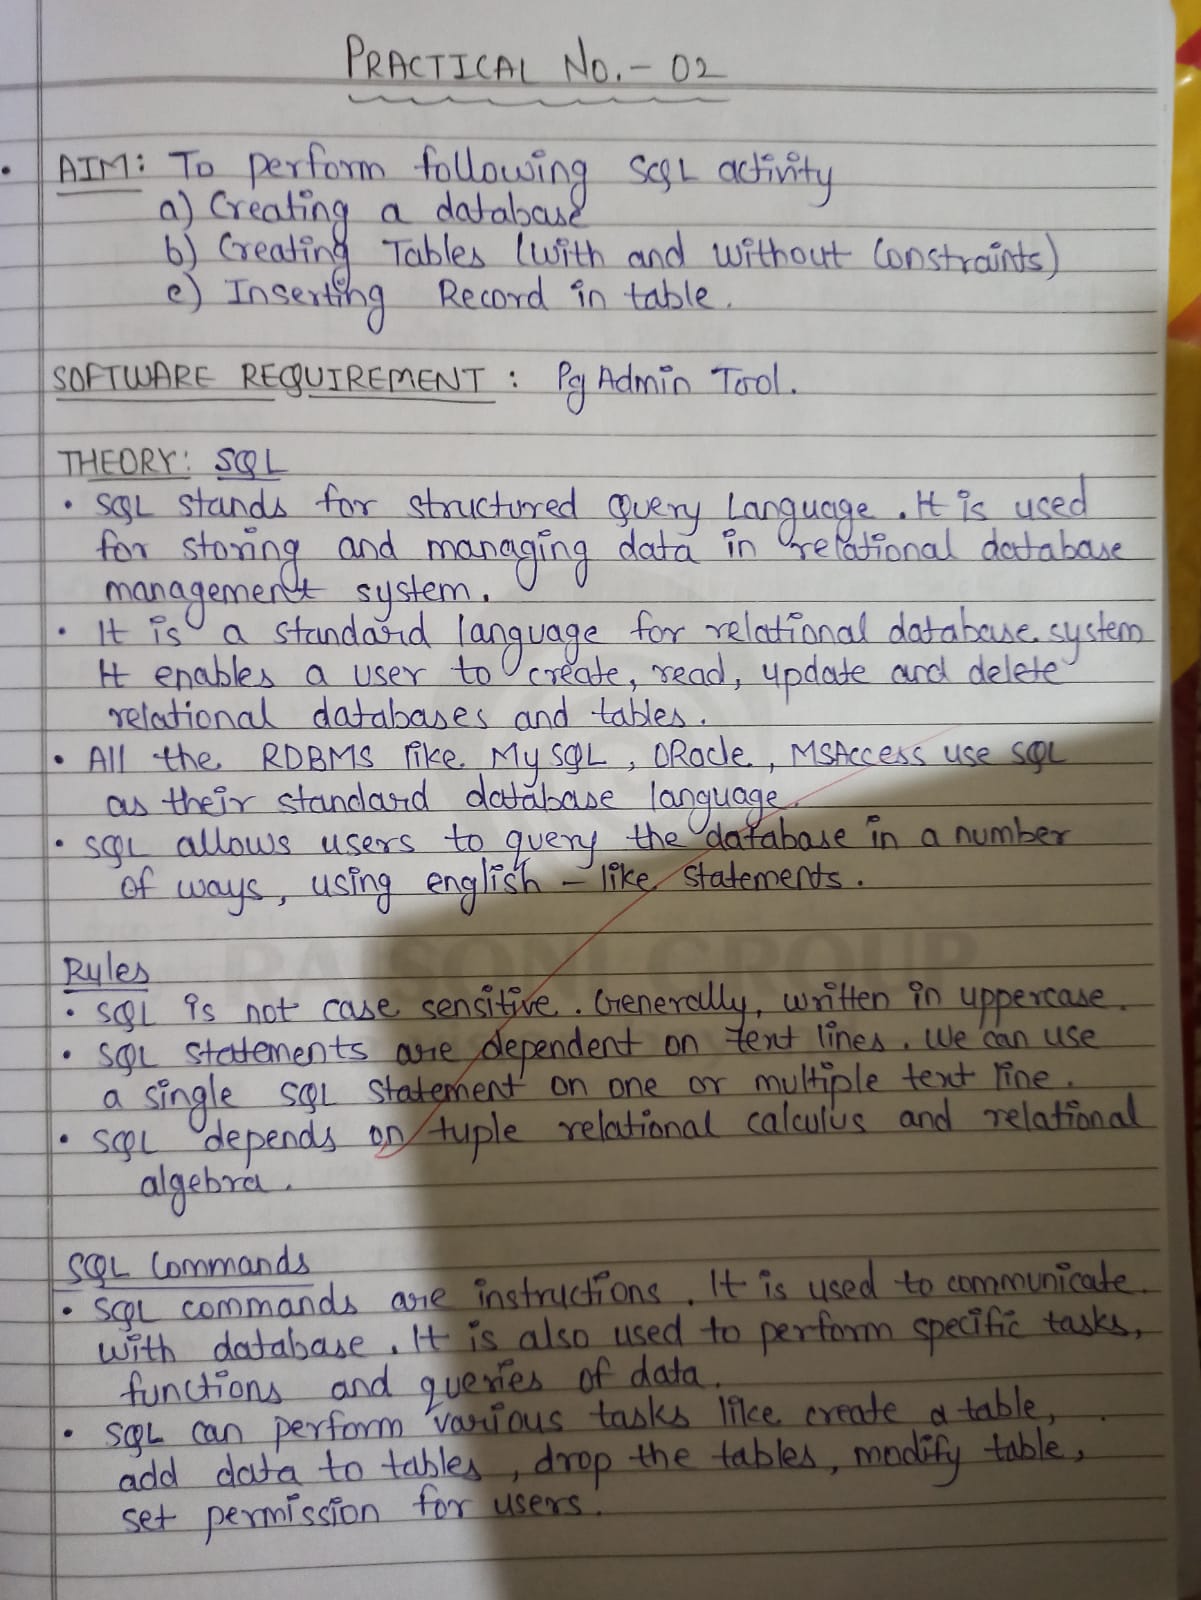 PRACTICAL No.- 02
• AIM: To perform following SQL activity
a) Creating a database
b) Creating Tables (With and Without Constraints)
c) Inserting Record in table.
SOFTWARE REQUIREMENT : Pg Admin Tool.
THEORY: SQL
• SQL stands for structured Query Language. It is used
for storing and managing data in relational database
management system.
• It is a standard language for relational database system
It enables a user to create, read, update and delete
relational databases and tables.
• All the RDBMS like MySQL, ORacle, MSAccess use SQL
as their standard database language.
• SQL allows users to query the database in a number
of ways, using english - like statements.
RAISONI GROUP
Rules
• SQL is not case sensitive. Generally, written in uppercase.
• SQL statements are dependent on text lines. We can use
a single SQL statement on one or multiple text line.
• SQL depends on tuple relational calculus and relational
algebra.
SQL Commands
• SQL commands are instructions. It is used to communicate
with database. It is also used to perform specific tasks,
functions and queries of data.
• SQL can perform various tasks like create a table,
add data to tables, drop the tables, modify table,
set permission for users.